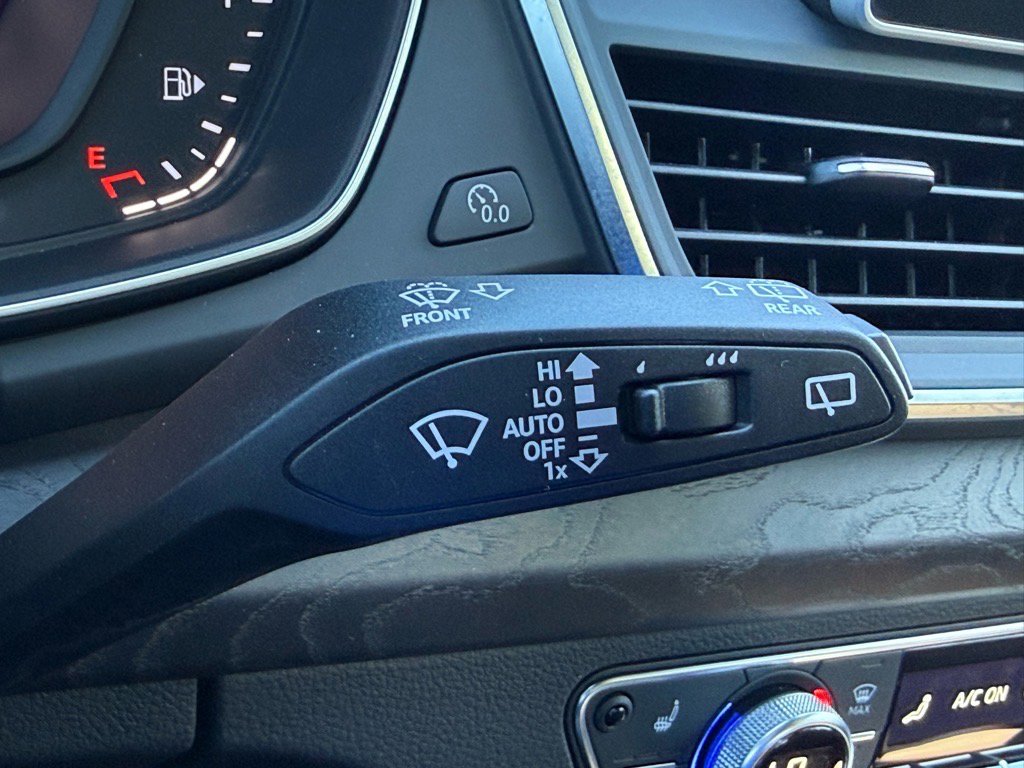 E
0.0
FRONT
REAR
HI
LO
AUTO
OFF
1x
MAX
A/C ON